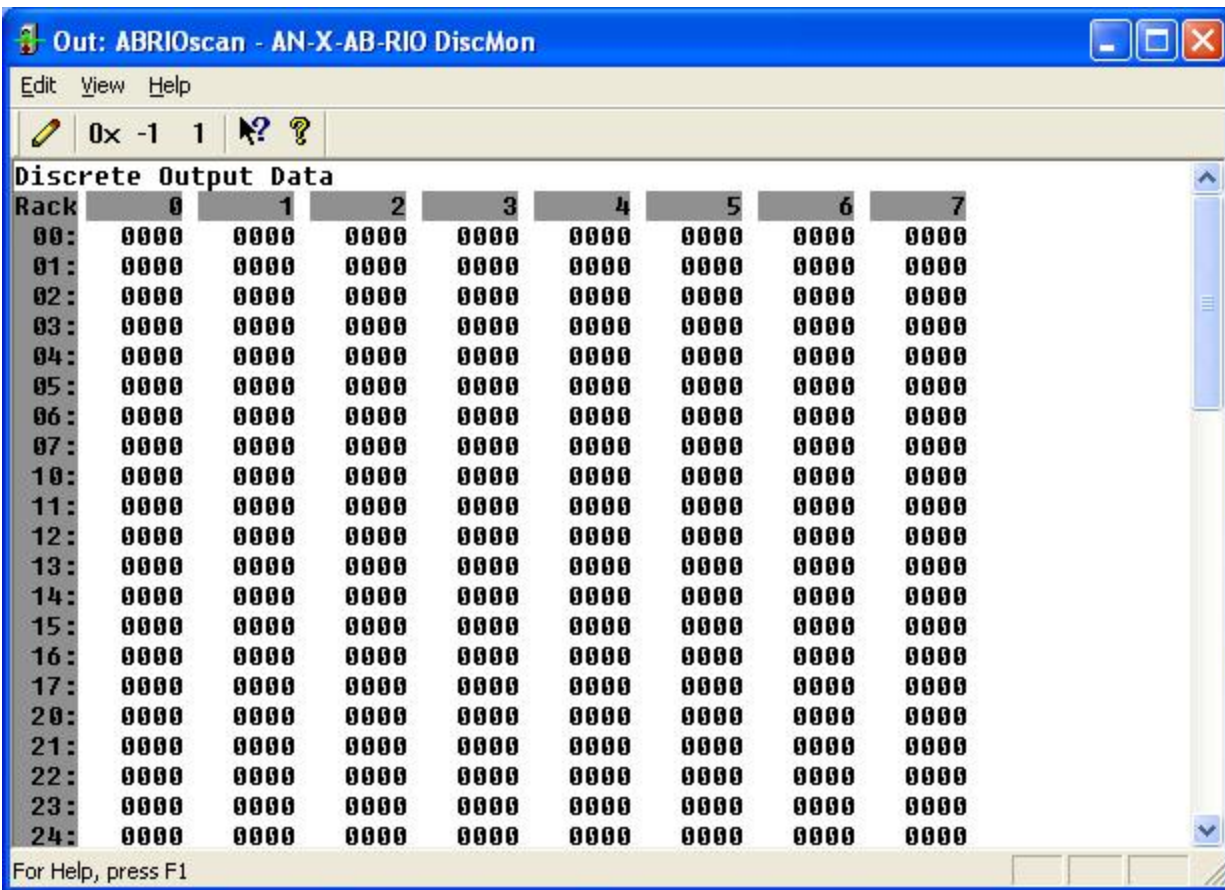 Out: ABRIOscan - AN-X-AB-RIO DiscMon
Edit View Help
0x -1 1 ? ?
Discrete Output Data
Rack 0 1 2 3 4 5 6 7
00: 0000 0000 0000 0000 0000 0000 0000 0000
01: 0000 0000 0000 0000 0000 0000 0000 0000
02: 0000 0000 0000 0000 0000 0000 0000 0000
03: 0000 0000 0000 0000 0000 0000 0000 0000
04: 0000 0000 0000 0000 0000 0000 0000 0000
05: 0000 0000 0000 0000 0000 0000 0000 0000
06: 0000 0000 0000 0000 0000 0000 0000 0000
07: 0000 0000 0000 0000 0000 0000 0000 0000
10: 0000 0000 0000 0000 0000 0000 0000 0000
11: 0000 0000 0000 0000 0000 0000 0000 0000
12: 0000 0000 0000 0000 0000 0000 0000 0000
13: 0000 0000 0000 0000 0000 0000 0000 0000
14: 0000 0000 0000 0000 0000 0000 0000 0000
15: 0000 0000 0000 0000 0000 0000 0000 0000
16: 0000 0000 0000 0000 0000 0000 0000 0000
17: 0000 0000 0000 0000 0000 0000 0000 0000
20: 0000 0000 0000 0000 0000 0000 0000 0000
21: 0000 0000 0000 0000 0000 0000 0000 0000
22: 0000 0000 0000 0000 0000 0000 0000 0000
23: 0000 0000 0000 0000 0000 0000 0000 0000
24: 0000 0000 0000 0000 0000 0000 0000 0000
For Help, press F1